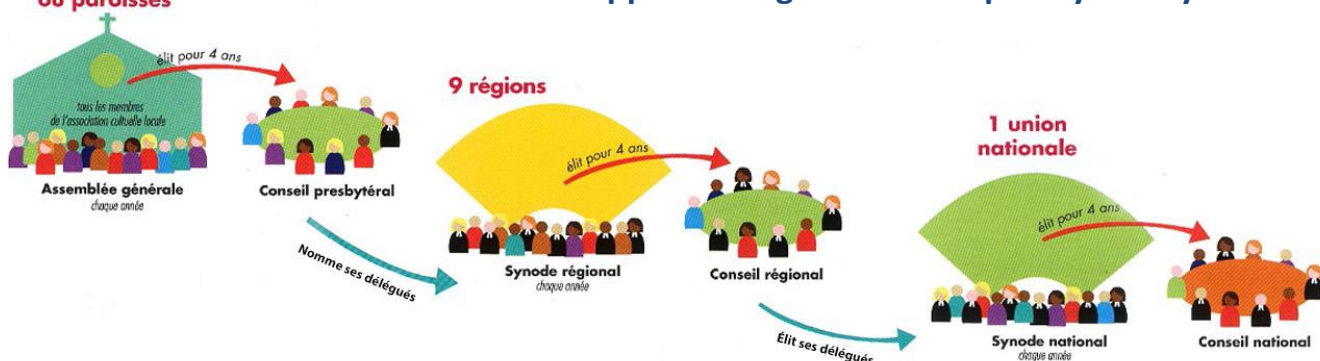 ou paroisses
élit pour 4 ans
tous les membres
de l'association cultuelle locale
Assemblée générale
chaque année
Conseil presbytéral
Nomme ses délégués
9 régions
élit pour 4 ans
Synode régional
chaque année
Conseil régional
Élit ses délégués
1 union
nationale
élit pour 4 ans
Synode national
chaque année
Conseil national